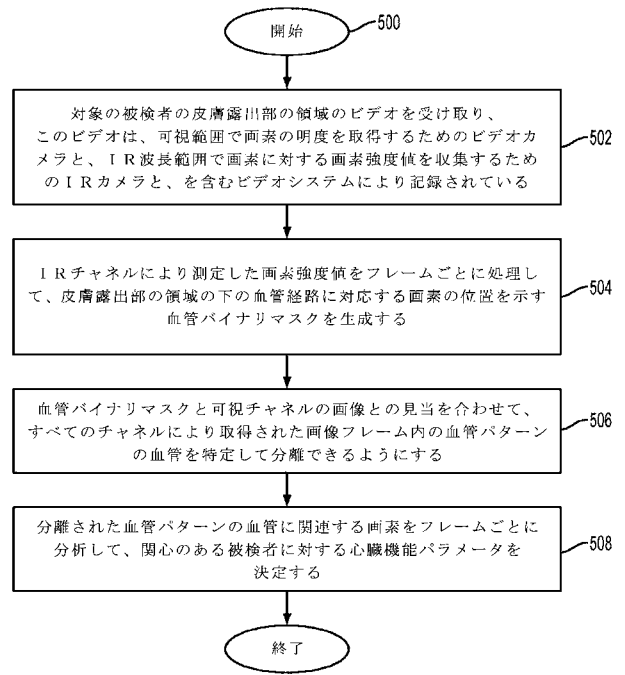 開始
500
対象の被検者の皮膚露出部の領域のビデオを受け取り、
このビデオは、可視範囲で画素の明度を取得するためのビデオカ
メラと、ＩＲ波長範囲で画素に対する画素強度値を収集するため
のＩＲカメラと、を含むビデオシステムにより記録されている
502
ＩＲチャネルにより測定した画素強度値をフレームごとに処理し
て、皮膚露出部の領域の下の血管経路に対応する画素の位置を示す
血管バイナリマスクを生成する
504
血管バイナリマスクと可視チャネルの画像との見当を合わせて、
すべてのチャネルにより取得された画像フレーム内の血管パターン
の血管を特定して分離できるようにする
506
分離された血管パターンの血管に関連する画素をフレームごとに
分析して、関心のある被検者に対する心臓機能パラメータを
決定する
508
終了